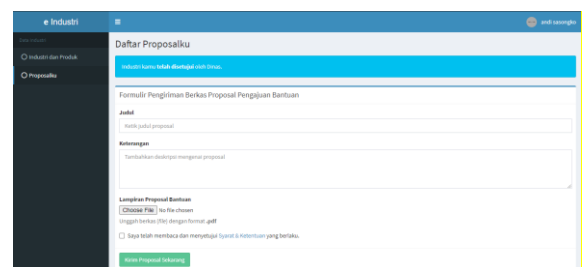 e Industri
andi sasongko
Data Industri
Industri dan Produk
Proposalku
Daftar Proposalku
Industri kamu telah disetujui oleh Dinas.
Formulir Pengiriman Berkas Proposal Pengajuan Bantuan
Judul
Ketik judul proposal
Keterangan
Tambahkan deskripsi mengenai proposal
Lampiran Proposal Bantuan
Choose File No file chosen
Unggah berkas (file) dengan format .pdf
Saya telah membaca dan menyetujui Syarat & Ketentuan yang berlaku.
Kirim Proposal Sekarang